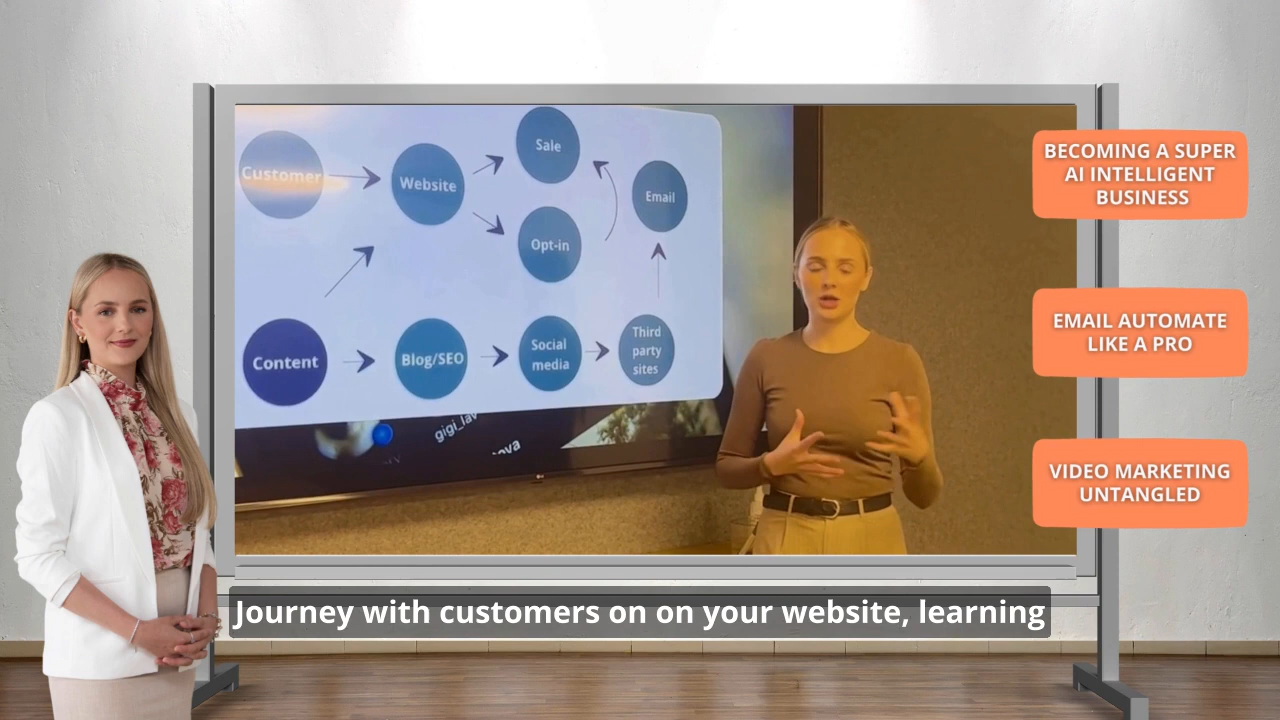 Customer
Website
Sale
Email
Opt-in
Content
Blog/SEO
Social
media
Third
party
sites
gigi_lav
BECOMING A SUPER
AI INTELLIGENT
BUSINESS
EMAIL AUTOMATE
LIKE A PRO
VIDEO MARKETING
UNTANGLED
Journey with customers on on your website, learning